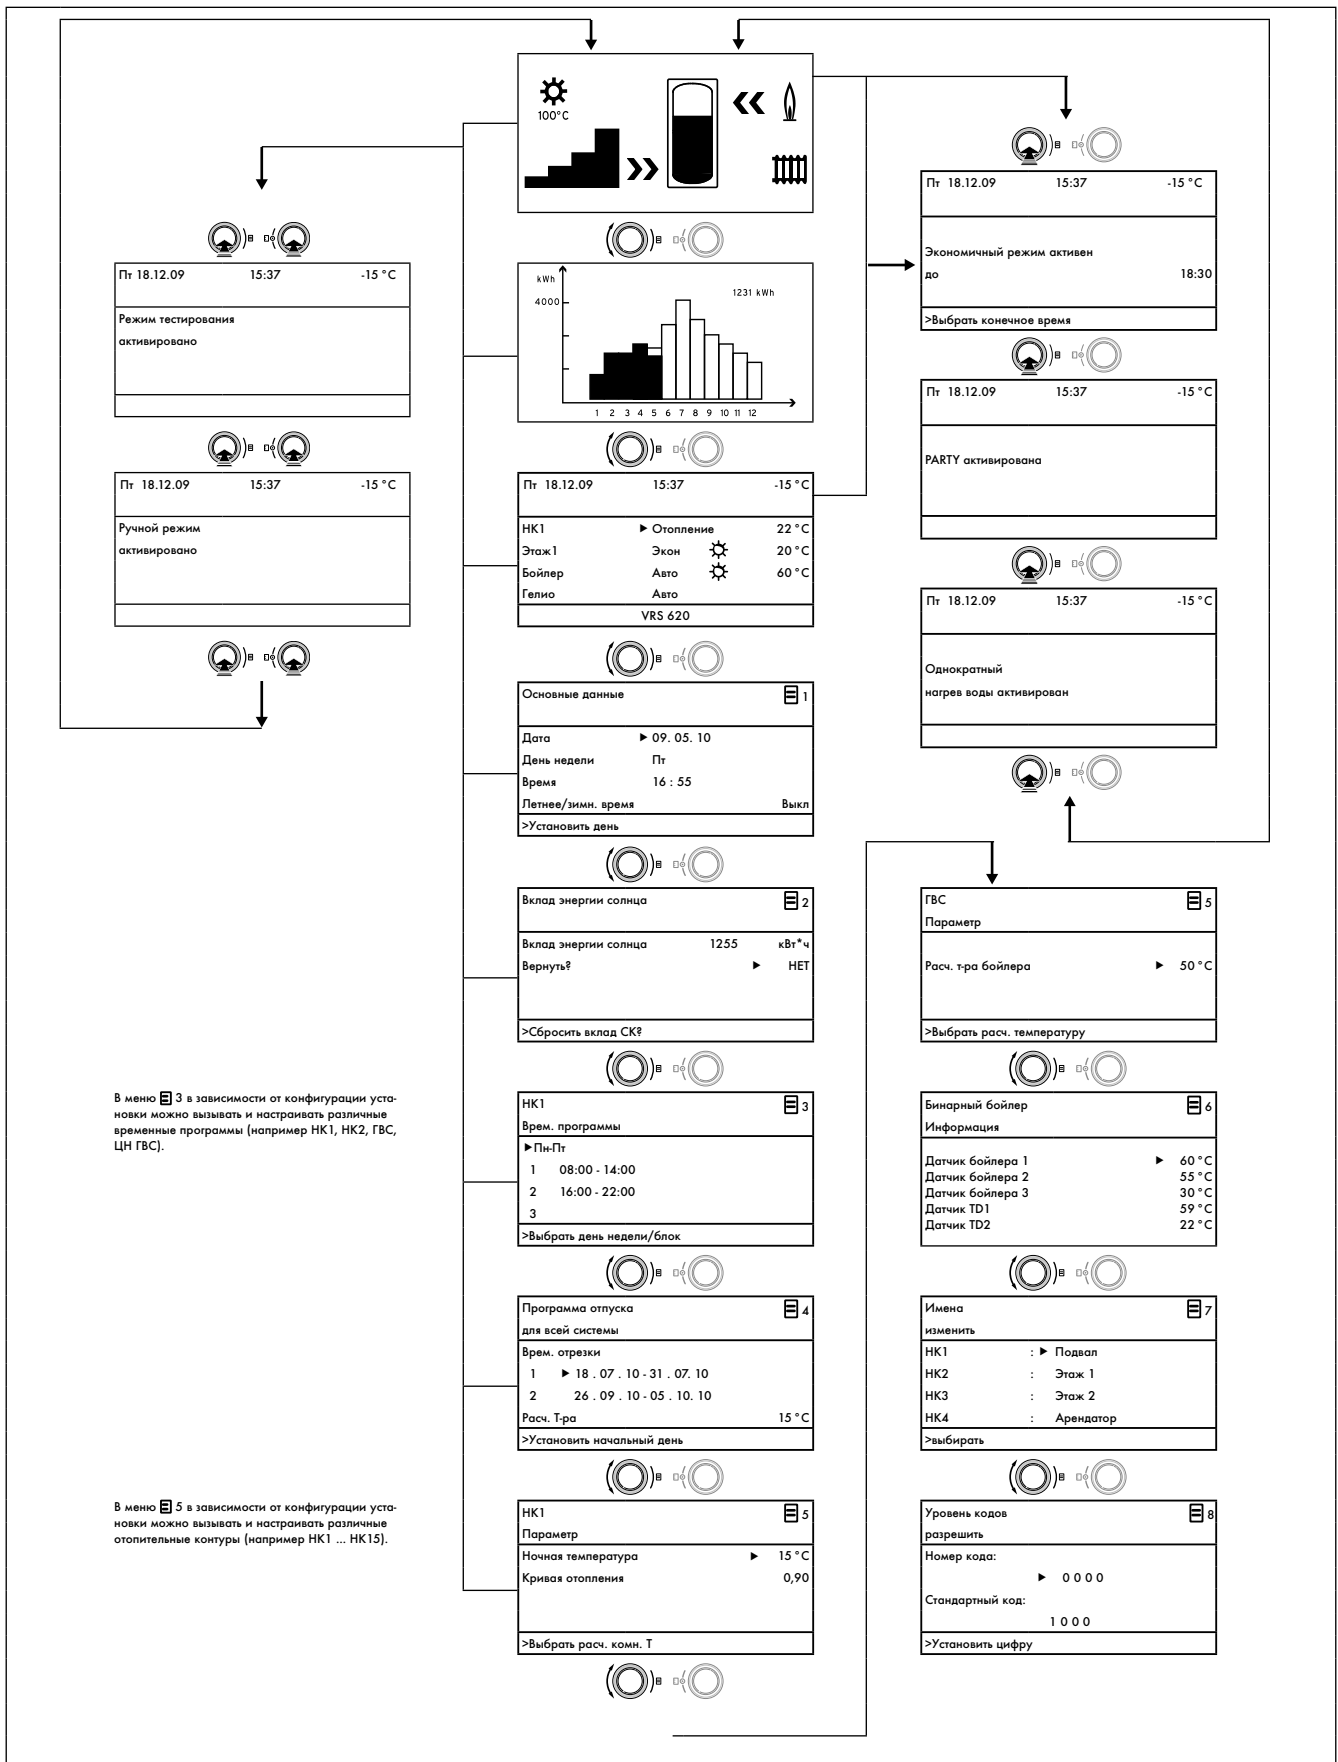 100°C
Пт 18.12.09 15:37 -15 °C
Режим тестирования
активировано
Пт 18.12.09 15:37 -15 °C
Ручной режим
активировано
kWh
4000
1231 kWh
1 2 3 4 5 6 7 8 9 10 11 12
Пт 18.12.09 15:37 -15 °C
НК1 ▶ Отопление 22 °C
Этаж1 Экон 20 °C
Бойлер Авто 60 °C
Гелио Авто
VRS 620
Основные данные 1
Дата ▶ 09. 05. 10
День недели Пт
Время 16 : 55
Летнее/зимн. время Выкл
>Установить день
Вклад энергии солнца 2
Вклад энергии солнца 1255 кВт*ч
Вернуть? ▶ НЕТ
>Сбросить вклад СК?
НК1 3
Врем. программы
▶Пн-Пт
1 08:00 - 14:00
2 16:00 - 22:00
3
>Выбрать день недели/блок
Программа отпуска 4
для всей системы
Врем. отрезки
1 ▶ 18 . 07 . 10 - 31 . 07. 10
2 26 . 09 . 10 - 05 . 10. 10
Расч. Т-ра 15 °C
>Установить начальный день
НК1 5
Параметр
Ночная температура ▶ 15 °C
Кривая отопления 0,90
>Выбрать расч. комн. Т
Пт 18.12.09 15:37 -15 °C
Экономичный режим активен
до 18:30
>Выбрать конечное время
Пт 18.12.09 15:37 -15 °C
PARTY активирована
Пт 18.12.09 15:37 -15 °C
Однократный
нагрев воды активирован
ГВС 5
Параметр
Расч. т-ра бойлера ▶ 50 °C
>Выбрать расч. температуру
Бинарный бойлер 6
Информация
Датчик бойлера 1 ▶ 60 °C
Датчик бойлера 2 55 °C
Датчик бойлера 3 30 °C
Датчик TD1 59 °C
Датчик TD2 22 °C
Имена 7
изменить
НК1 : ▶ Подвал
НК2 : Этаж 1
НК3 : Этаж 2
НК4 : Арендатор
>выбирать
Уровень кодов 8
разрешить
Номер кода:
▶ 0 0 0 0
Стандартный код:
1 0 0 0
>Установить цифру
В меню 3 в зависимости от конфигурации уста-
новки можно вызывать и настраивать различные
временные программы (например НК1, НК2, ГВС,
ЦН ГВС).
В меню 5 в зависимости от конфигурации уста-
новки можно вызывать и настраивать различные
отопительные контуры (например НК1 ... НК15).